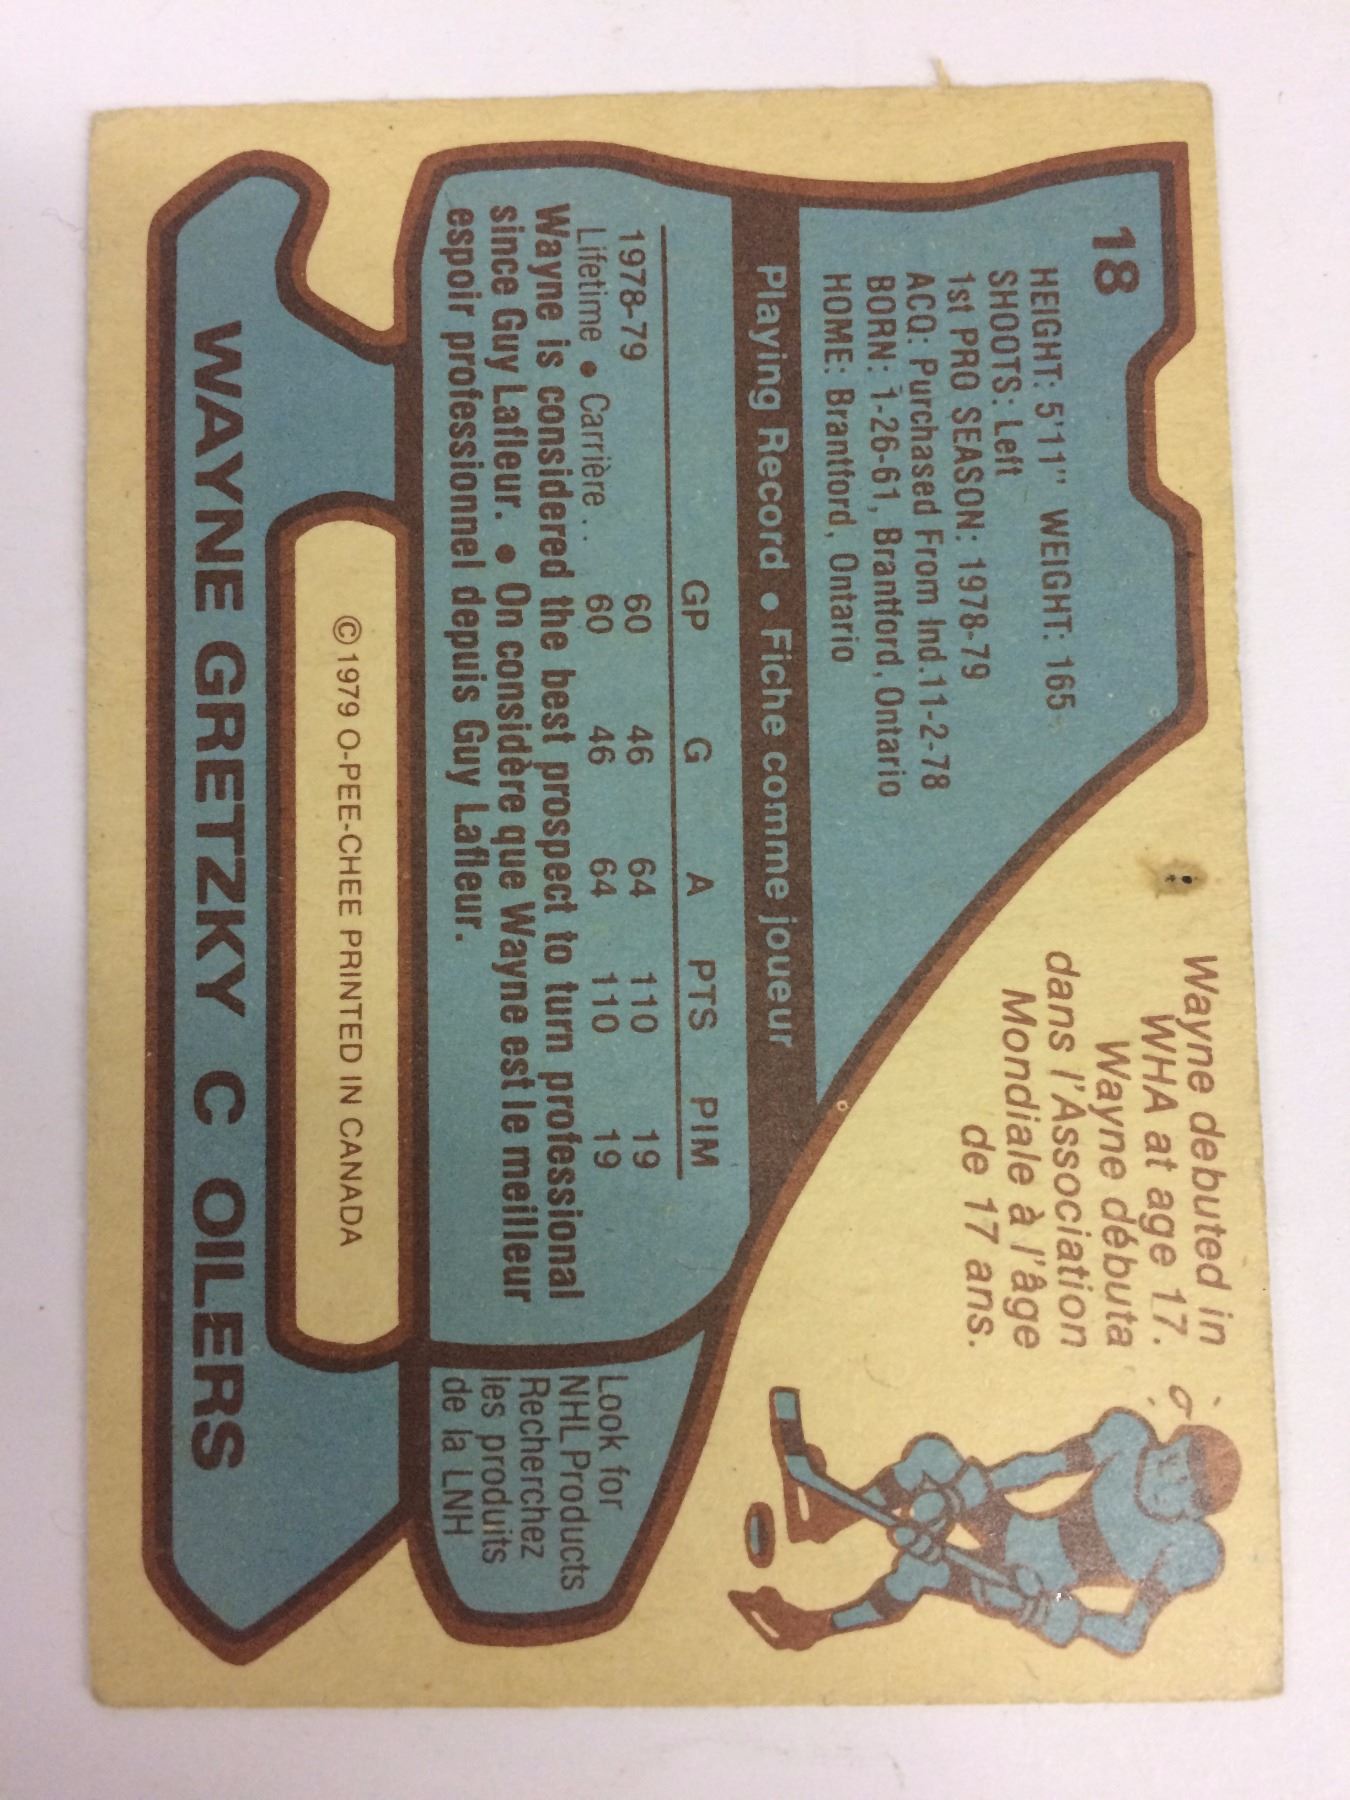 18
HEIGHT: 5'11" WEIGHT: 165
SHOOTS: Left
1st PRO SEASON: 1978-79
ACQ: Purchased From Ind.11-2-78
BORN: 1-26-61, Brantford, Ontario
HOME: Brantford, Ontario
Wayne debuted in
WHA at age 17.
Wayne débuta
dans l'Association
Mondiale à l'âge
de 17 ans.
Playing Record • Fiche comme joueur
GP G A PTS PIM
1978-79 60 46 64 110 19
Lifetime • Carrière.. 60 46 64 110 19
Wayne is considered the best prospect to turn professional
since Guy Lafleur. • On considère que Wayne est le meilleur
espoir professionnel depuis Guy Lafleur.
Look for
NHL Products
Recherchez
les produits
de la LNH
© 1979 O-PEE-CHEE PRINTED IN CANADA
WAYNE GRETZKY C OILERS